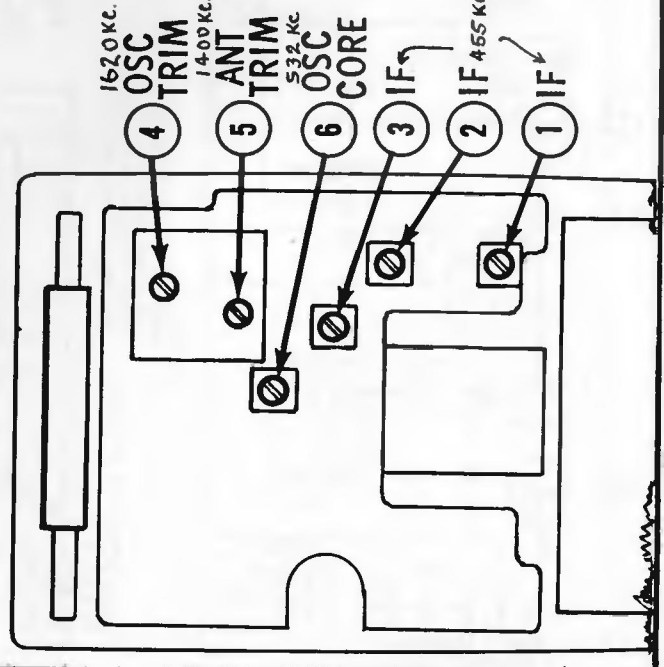 1620 Kc.
4 OSC
TRIM
1400 Kc.
5 ANT
TRIM
532 Kc
6 OSC
CORE
3 IF
2 IF 455 Kc
1 IF